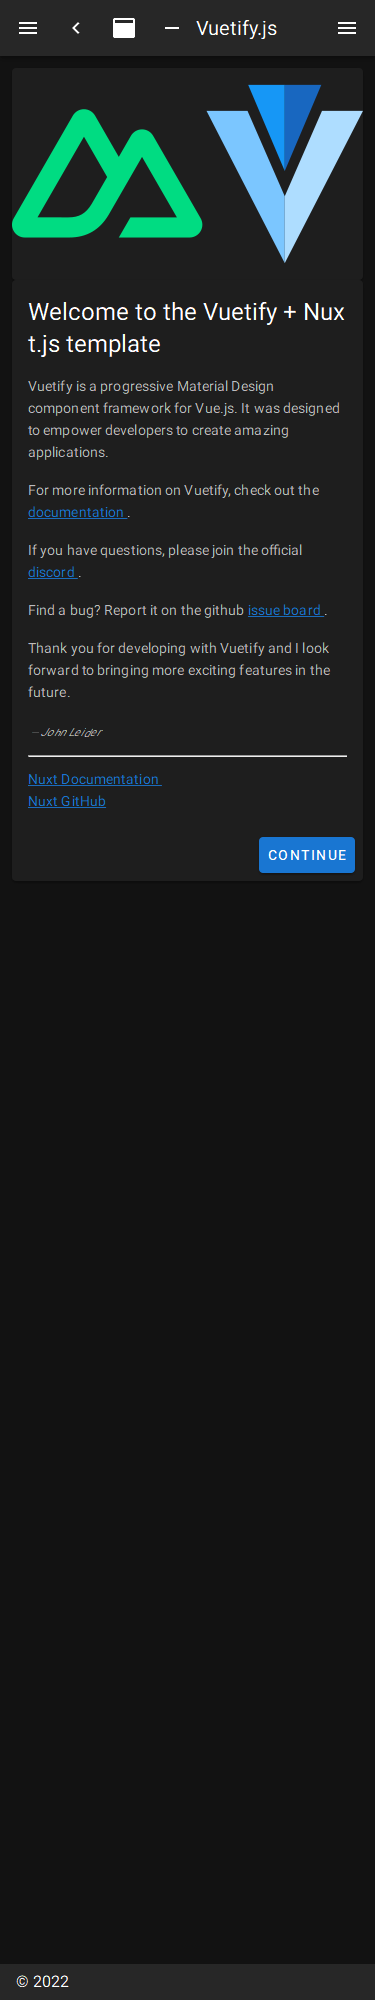 Vuetify.js
Welcome to the Vuetify + Nux
t.js template
Vuetify is a progressive Material Design
component framework for Vue.js. It was designed
to empower developers to create amazing
applications.
For more information on Vuetify, check out the
documentation .
If you have questions, please join the official
discord .
Find a bug? Report it on the github issue board .
Thank you for developing with Vuetify and I look
forward to bringing more exciting features in the
future.
— John Leider
Nuxt Documentation
Nuxt GitHub
CONTINUE
© 2022